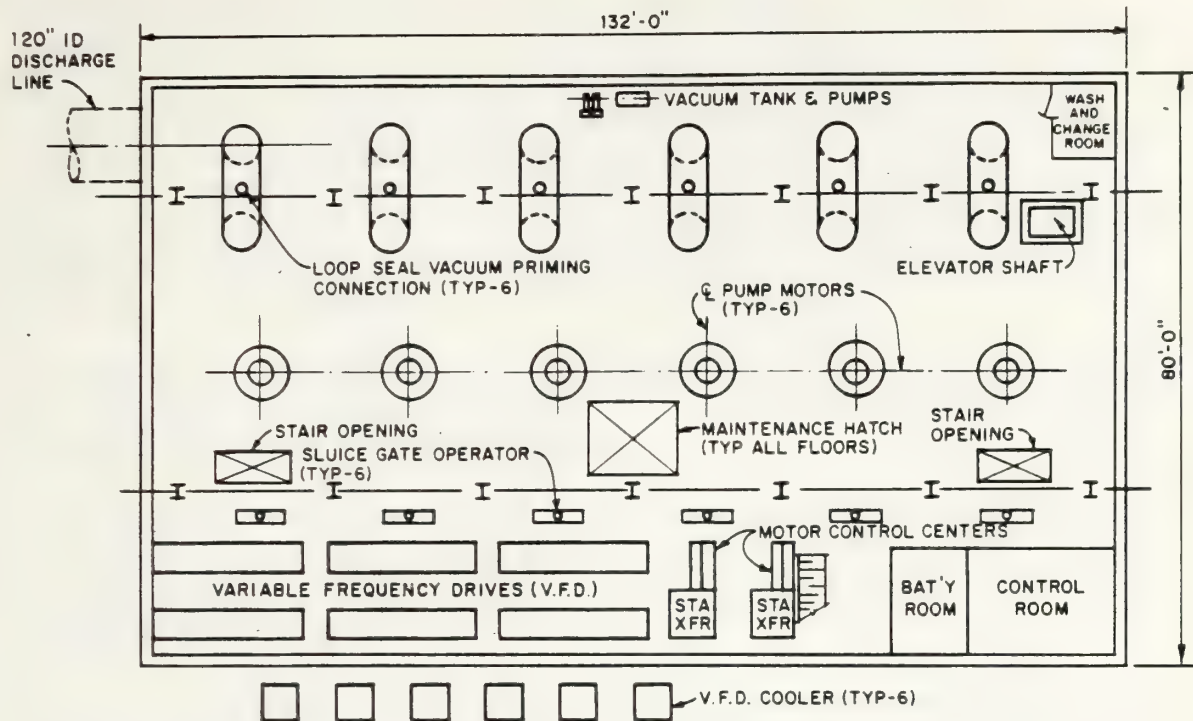 132'-0"
120" ID
DISCHARGE
LINE
VACUUM TANK & PUMPS
WASH
AND
CHANGE
ROOM
LOOP SEAL VACUUM PRIMING
CONNECTION (TYP-6)
ELEVATOR SHAFT
℄ PUMP MOTORS
(TYP-6)
80'-0"
STAIR OPENING
SLUICE GATE OPERATOR
(TYP-6)
MAINTENANCE HATCH
(TYP ALL FLOORS)
STAIR
OPENING
MOTOR CONTROL CENTERS
VARIABLE FREQUENCY DRIVES (V.F.D.)
STA
XFR
STA
XFR
BAT'Y
ROOM
CONTROL
ROOM
V.F.D. COOLER (TYP-6)